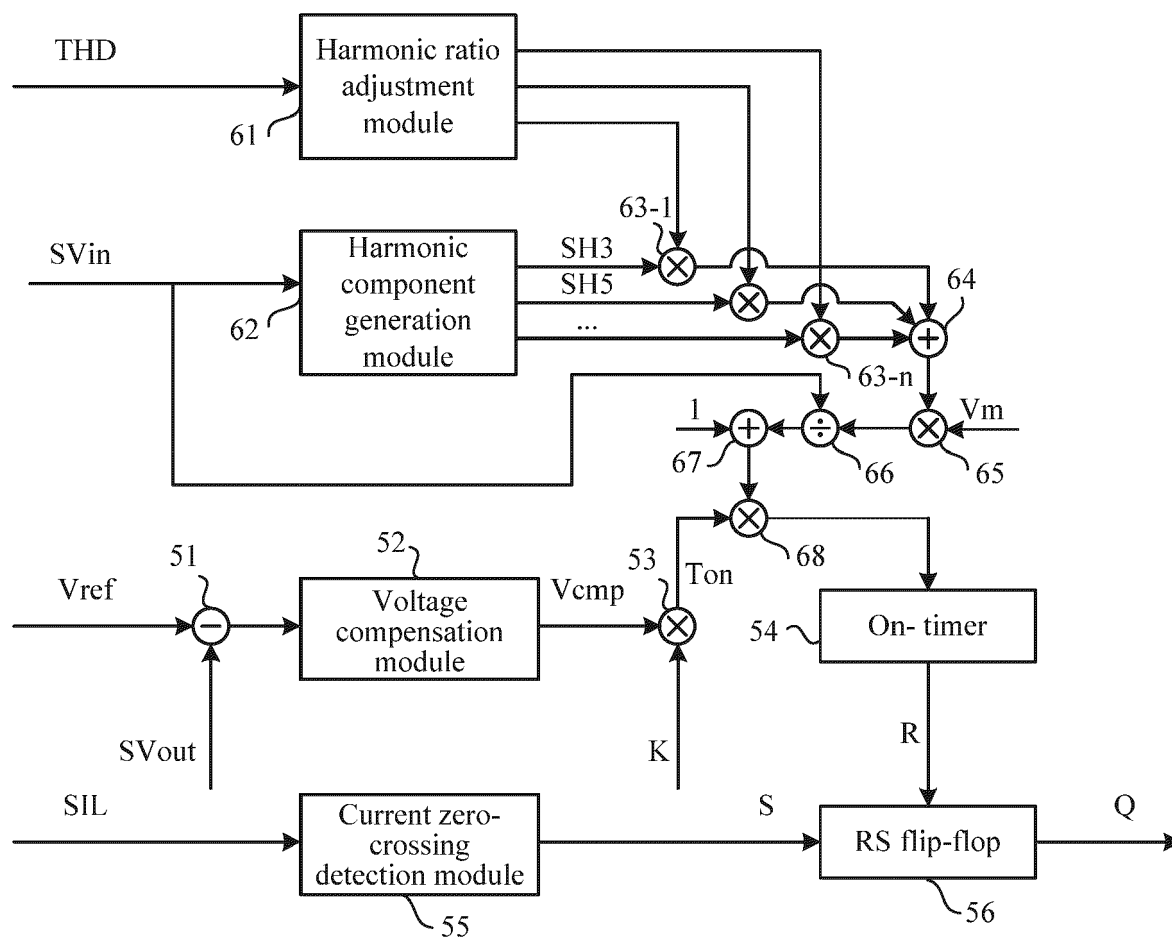 THD
Harmonic ratio
adjustment
module
61
63-1
SVin
Harmonic
component
generation
module
62
SH3
SH5
...
64
63-n
1
Vm
67
66
65
68
51
52
53
Ton
Vref
Voltage
compensation
module
Vcmp
54
On- timer
SVout
K
R
SIL
Current zero-
crossing
detection module
55
S
RS flip-flop
56
Q